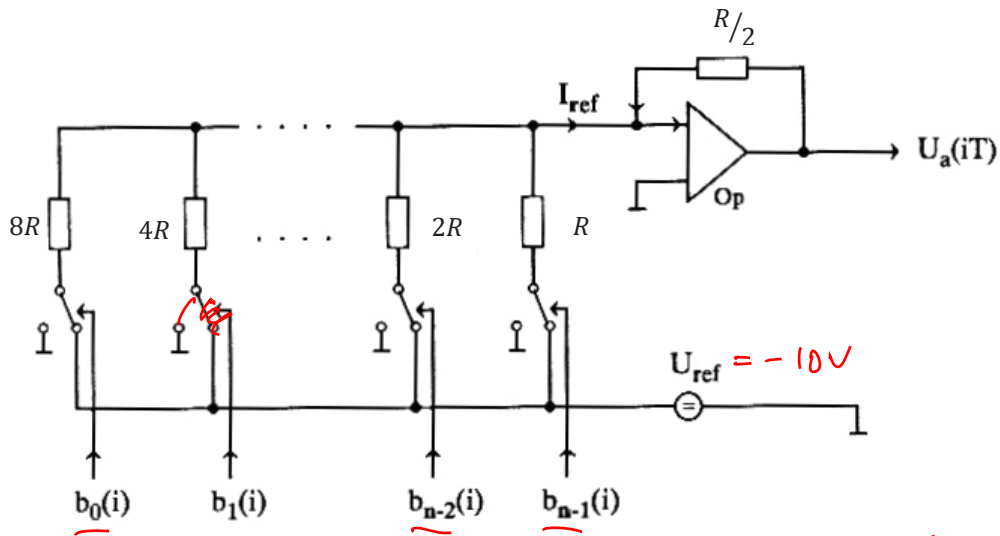 R/2
I_ref
U_a(iT)
Op
8R 4R . . . . 2R R
U_ref = - 10V
b_0(i) b_1(i) b_n-2(i) b_n-1(i)